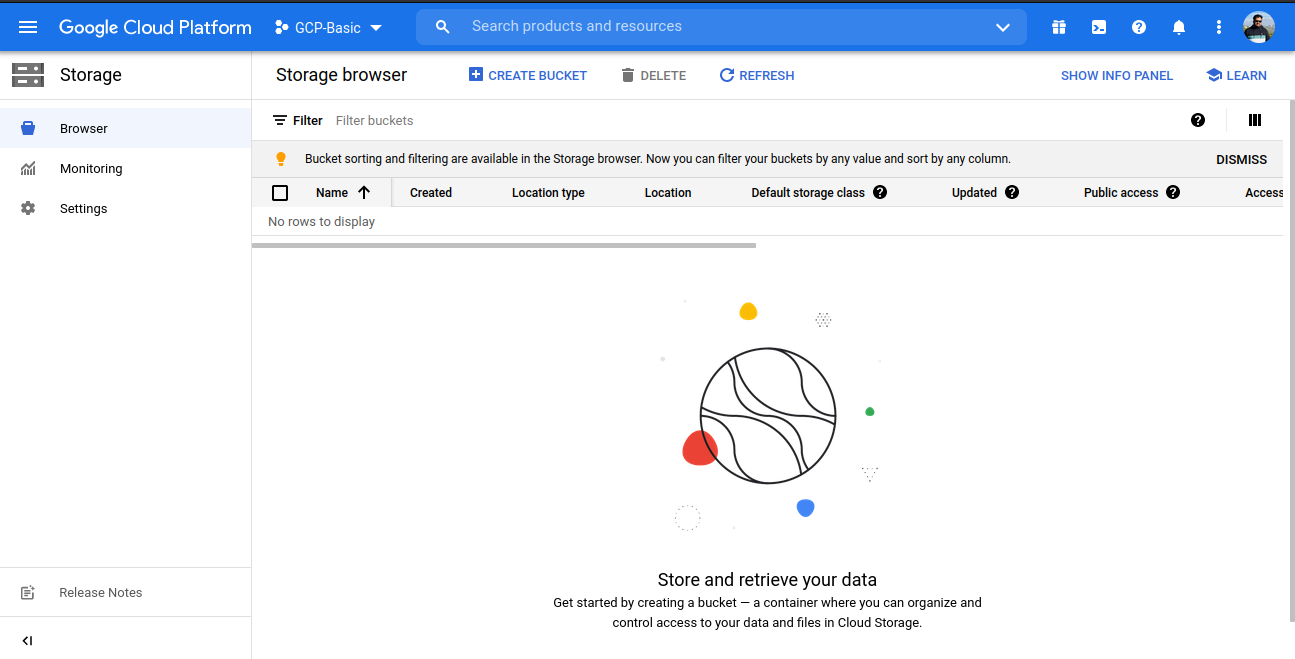 Google Cloud Platform GCP-Basic Search products and resources
Storage Storage browser CREATE BUCKET DELETE REFRESH SHOW INFO PANEL LEARN
Browser
Monitoring
Settings
Filter Filter buckets
Bucket sorting and filtering are available in the Storage browser. Now you can filter your buckets by any value and sort by any column. DISMISS
Name Created Location type Location Default storage class Updated Public access Access
No rows to display
Store and retrieve your data
Get started by creating a bucket — a container where you can organize and
control access to your data and files in Cloud Storage.
Release Notes